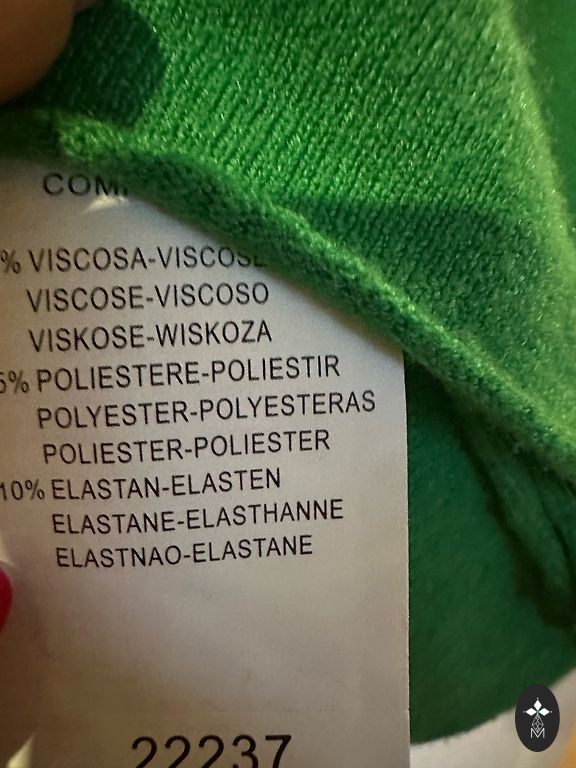 % VISCOSA-VISCOSE
VISCOSE-VISCOSO
VISKOSE-WISKOZA
5% POLIESTERE-POLIESTIR
POLYESTER-POLYESTERAS
POLIESTER-POLIESTER
10% ELASTAN-ELASTEN
ELASTANE-ELASTHANNE
ELASTNAO-ELASTANE
22237
M